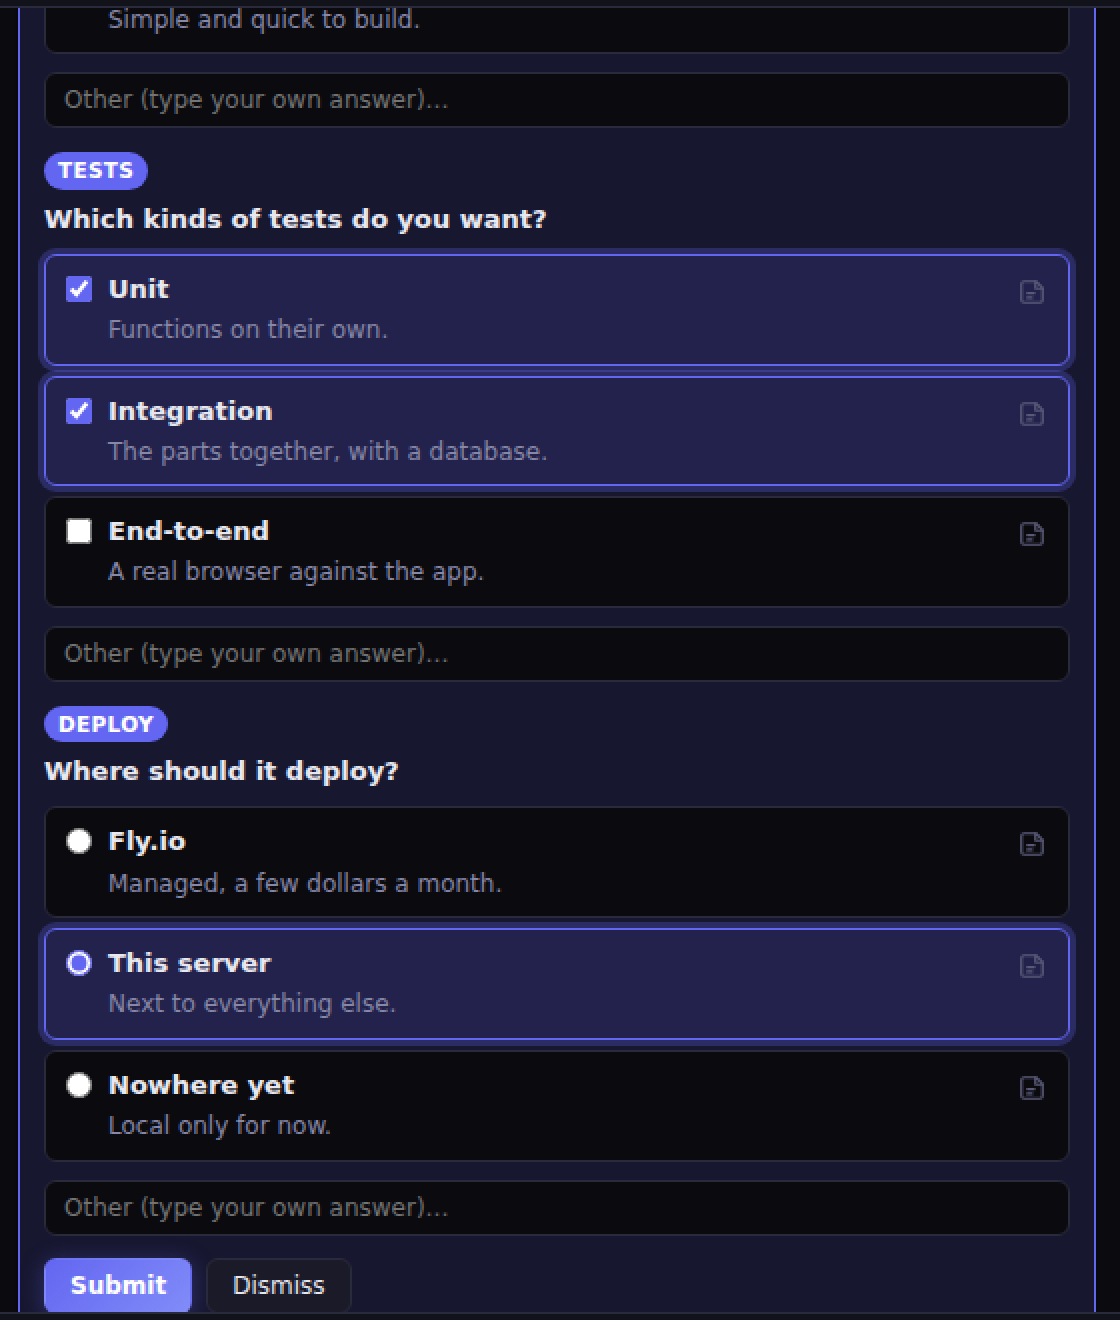 Simple and quick to build.
Other (type your own answer)...
TESTS
Which kinds of tests do you want?
Unit
Functions on their own.
Integration
The parts together, with a database.
End-to-end
A real browser against the app.
Other (type your own answer)...
DEPLOY
Where should it deploy?
Fly.io
Managed, a few dollars a month.
This server
Next to everything else.
Nowhere yet
Local only for now.
Other (type your own answer)...
Submit Dismiss